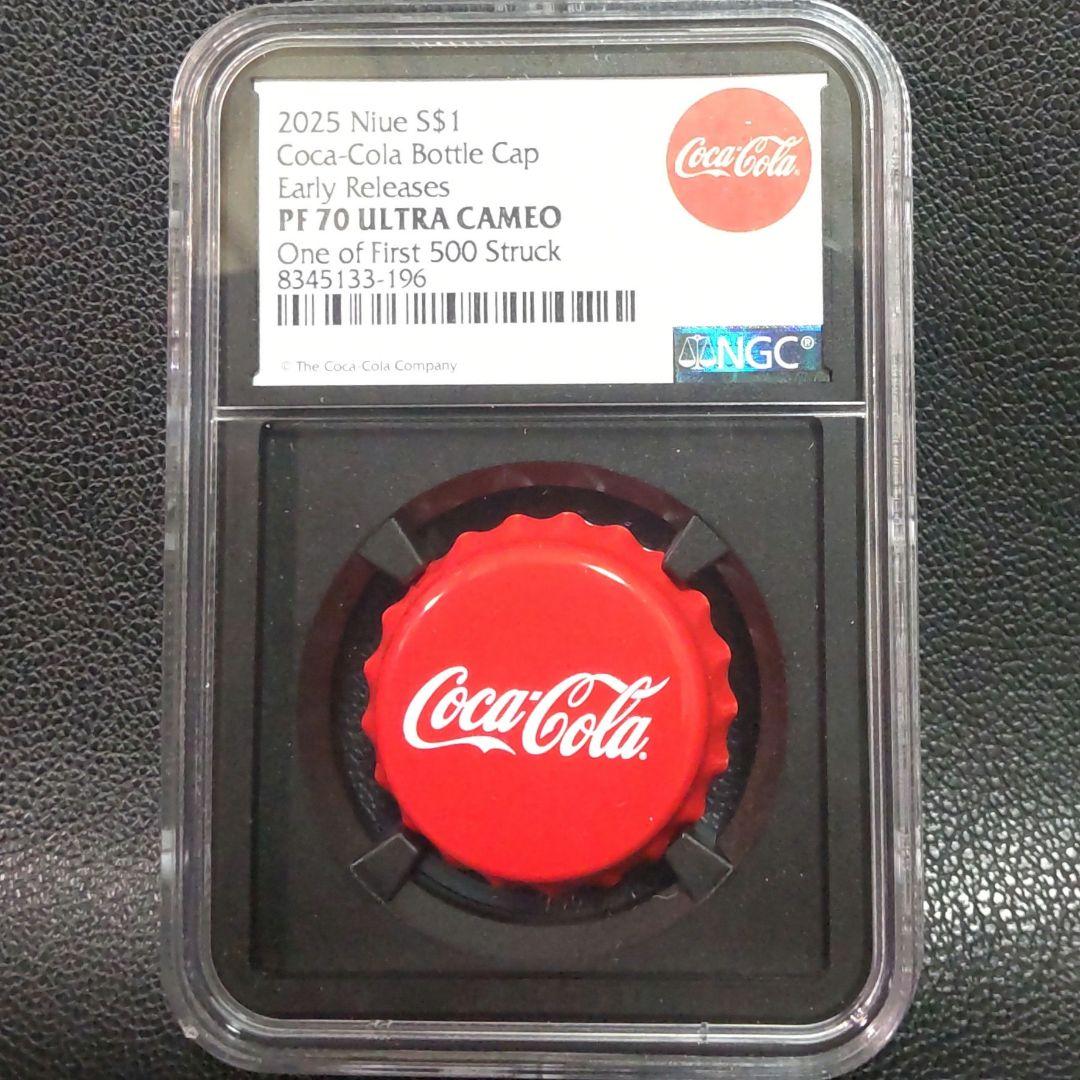 2025 Niue S$1
Coca-Cola Bottle Cap
Early Releases
PF 70 ULTRA CAMEO
One of First 500 Struck
8345133-196
© The Coca-Cola Company
Coca-Cola®
NGC®
Coca-Cola.